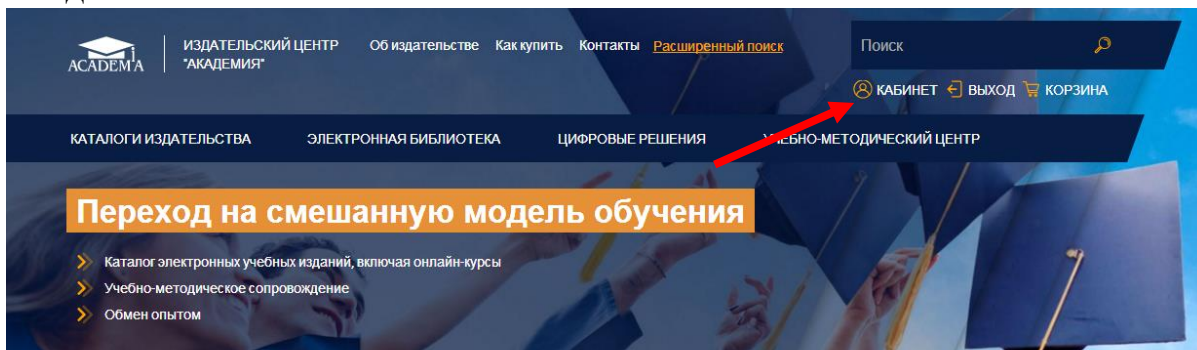 ACADEM'A
ИЗДАТЕЛЬСКИЙ ЦЕНТР
"АКАДЕМИЯ"
Об издательстве Как купить Контакты Расширенный поиск
Поиск
КАБИНЕТ ВЫХОД КОРЗИНА
КАТАЛОГИ ИЗДАТЕЛЬСТВА ЭЛЕКТРОННАЯ БИБЛИОТЕКА ЦИФРОВЫЕ РЕШЕНИЯ УЧЕБНО-МЕТОДИЧЕСКИЙ ЦЕНТР
Переход на смешанную модель обучения
Каталог электронных учебных изданий, включая онлайн-курсы
Учебно-методическое сопровождение
Обмен опытом